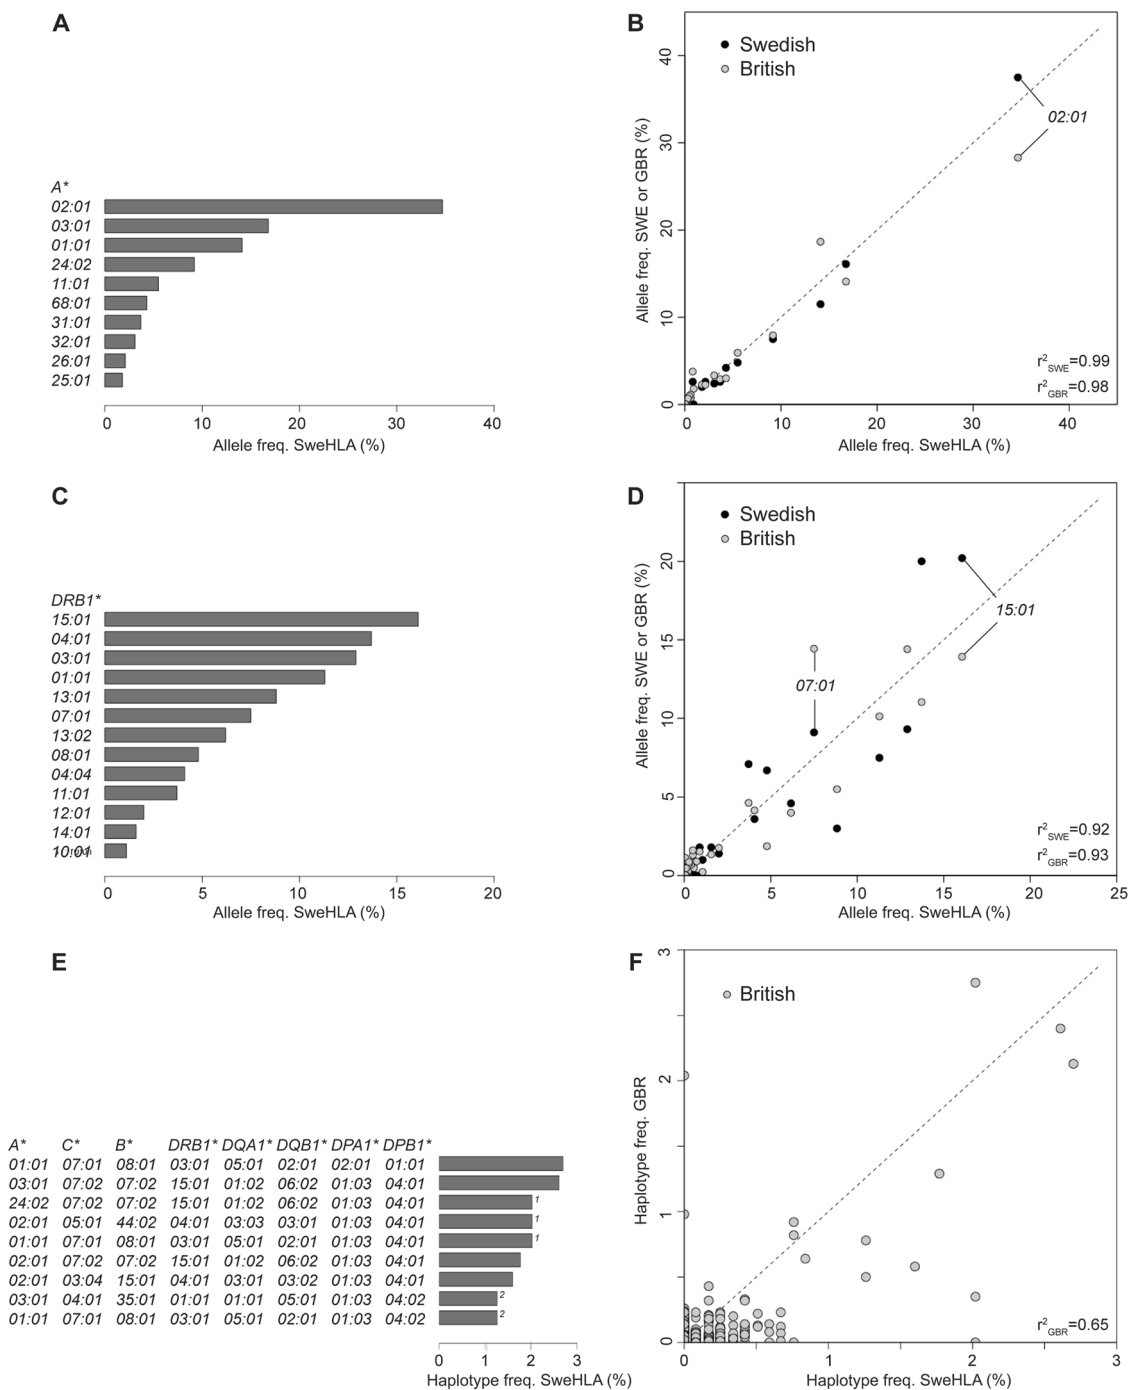 A
A*
02:01
03:01
01:01
24:02
11:01
68:01
31:01
32:01
26:01
25:01
0 10 20 30 40
Allele freq. SweHLA (%)
B
Swedish
British
02:01
r²SWE=0.99
r²GBR=0.98
Allele freq. SWE or GBR (%)
0 10 20 30 40
0 10 20 30 40
Allele freq. SweHLA (%)
C
DRB1*
15:01
04:01
03:01
01:01
13:01
07:01
13:02
08:01
04:04
11:01
12:01
14:01
10:01
0 5 10 15 20
Allele freq. SweHLA (%)
D
Swedish
British
15:01
07:01
r²SWE=0.92
r²GBR=0.93
Allele freq. SWE or GBR (%)
0 5 10 15 20
0 5 10 15 20 25
Allele freq. SweHLA (%)
E
A* C* B* DRB1* DQA1* DQB1* DPA1* DPB1*
01:01 07:01 08:01 03:01 05:01 02:01 02:01 01:01
03:01 07:02 07:02 15:01 01:02 06:02 01:03 04:01
24:02 07:02 07:02 15:01 01:02 06:02 01:03 04:01 1
02:01 05:01 44:02 04:01 03:03 03:01 01:03 04:01 1
01:01 07:01 08:01 03:01 05:01 02:01 01:03 04:01 1
02:01 07:02 07:02 15:01 01:02 06:02 01:03 04:01
02:01 03:04 15:01 04:01 03:01 03:02 01:03 04:01
03:01 04:01 35:01 01:01 01:01 05:01 01:03 04:02 2
01:01 07:01 08:01 03:01 05:01 02:01 01:03 04:02 2
0 1 2 3
Haplotype freq. SweHLA (%)
F
British
r²GBR=0.65
Haplotype freq. GBR
0 1 2 3
0 1 2 3
Haplotype freq. SweHLA (%)